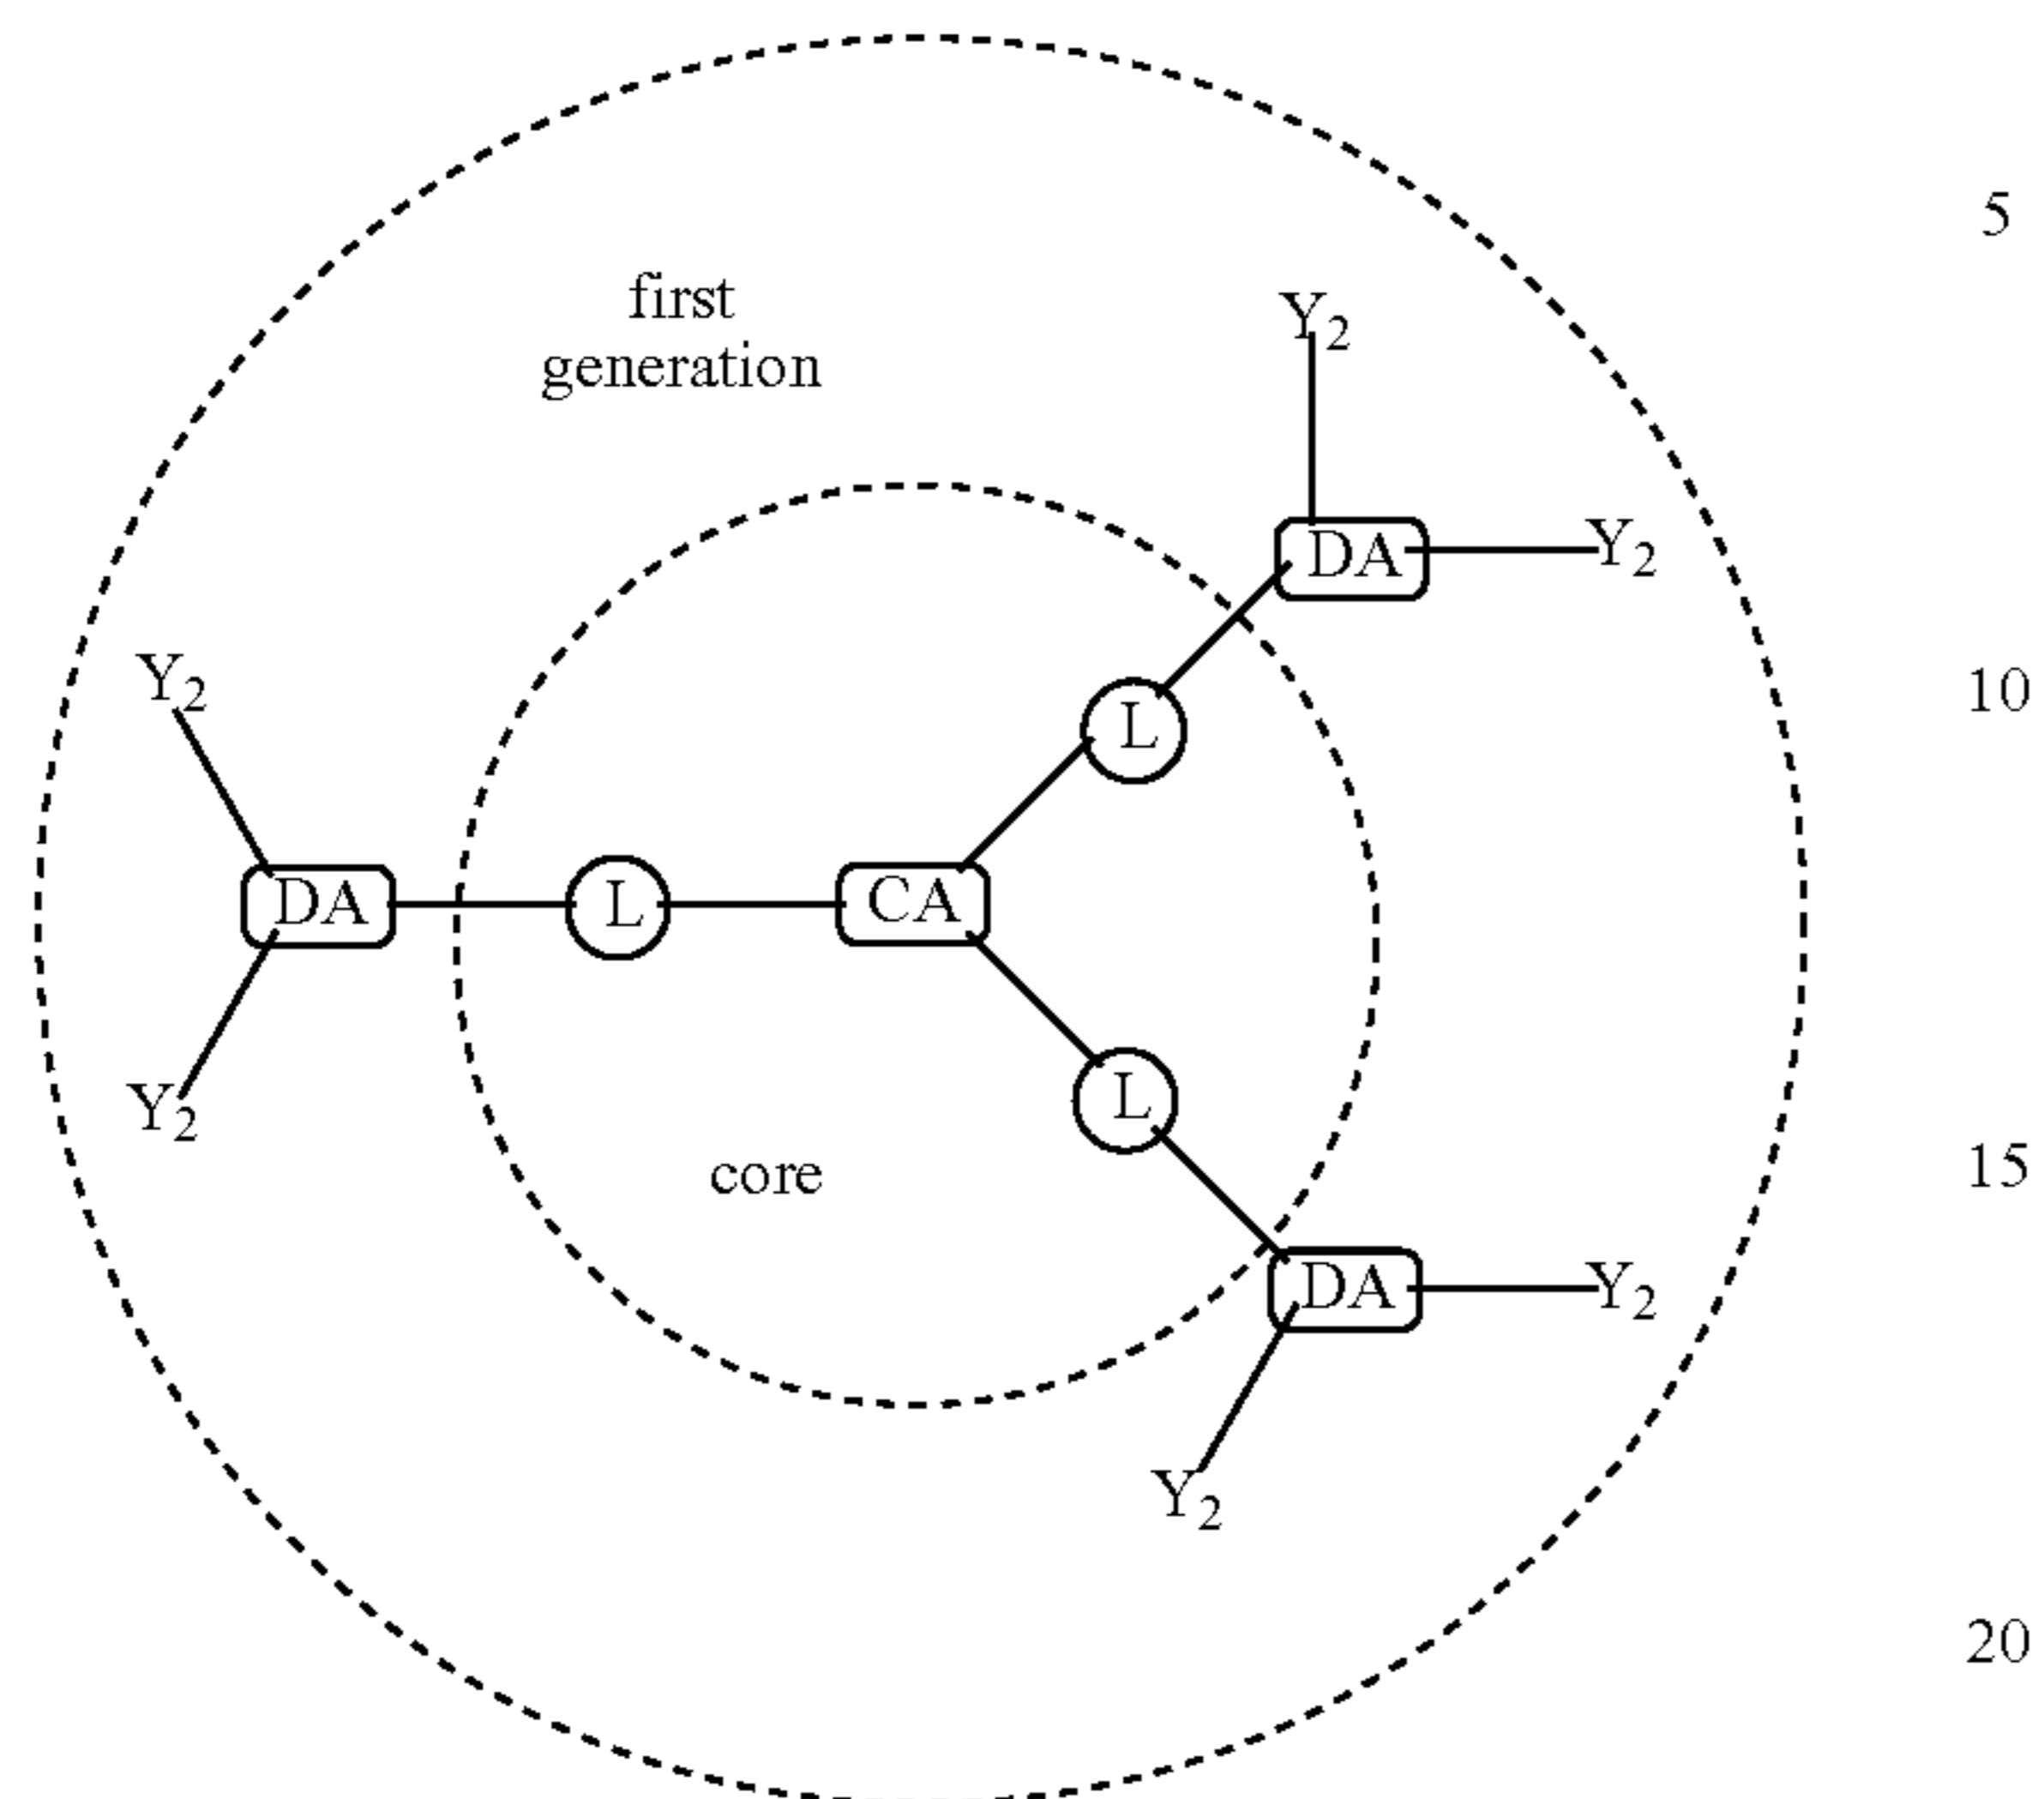 5
first
generation
Y₂
DA Y₂
Y₂
10
L
DA L CA
Y₂
L
core
15
DA Y₂
Y₂
20